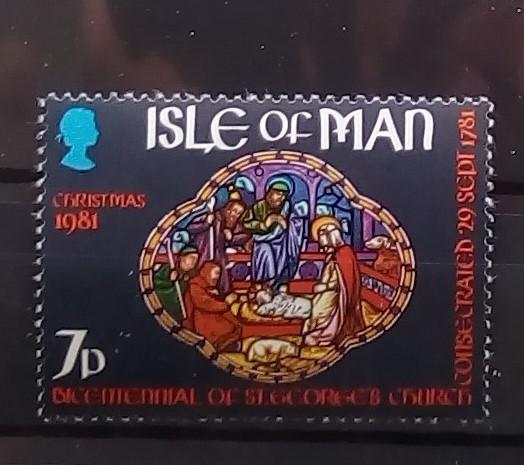 ISLE OF MAN
CHRISTMAS
1981
7p
BICENTENNIAL OF ST. GEORGE'S CHURCH
CONSECRATED 29 SEPT 1781